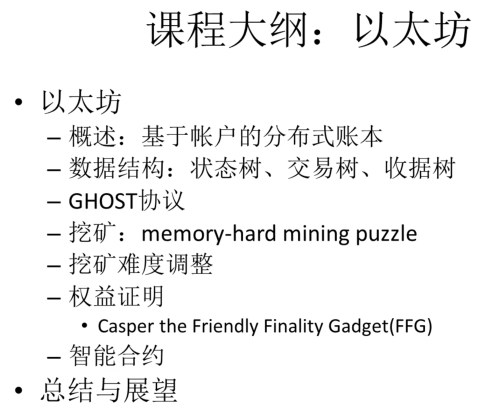 课程大纲：以太坊
• 以太坊
– 概述：基于帐户的分布式账本
– 数据结构：状态树、交易树、收据树
– GHOST协议
– 挖矿：memory-hard mining puzzle
– 挖矿难度调整
– 权益证明
• Casper the Friendly Finality Gadget(FFG)
– 智能合约
• 总结与展望